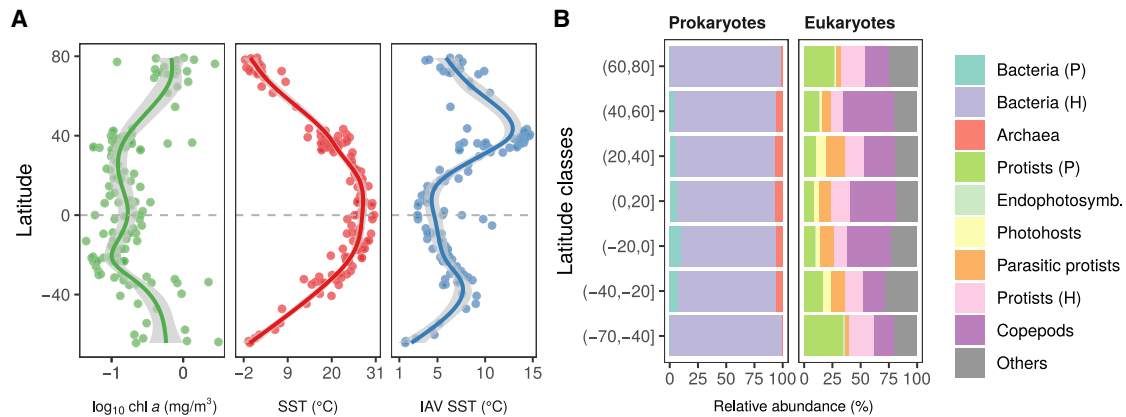 A
Latitude
80
40
0
−40
−1 0
log10 chl a (mg/m3)
−2 9 20 31
SST (°C)
1 5 10 15
IAV SST (°C)
B
Prokaryotes Eukaryotes
Latitude classes
(60,80]
(40,60]
(20,40]
(0,20]
(−20,0]
(−40,−20]
(−70,−40]
0 25 50 75 100 0 25 50 75 100
Relative abundance (%)
Bacteria (P)
Bacteria (H)
Archaea
Protists (P)
Endophotosymb.
Photohosts
Parasitic protists
Protists (H)
Copepods
Others